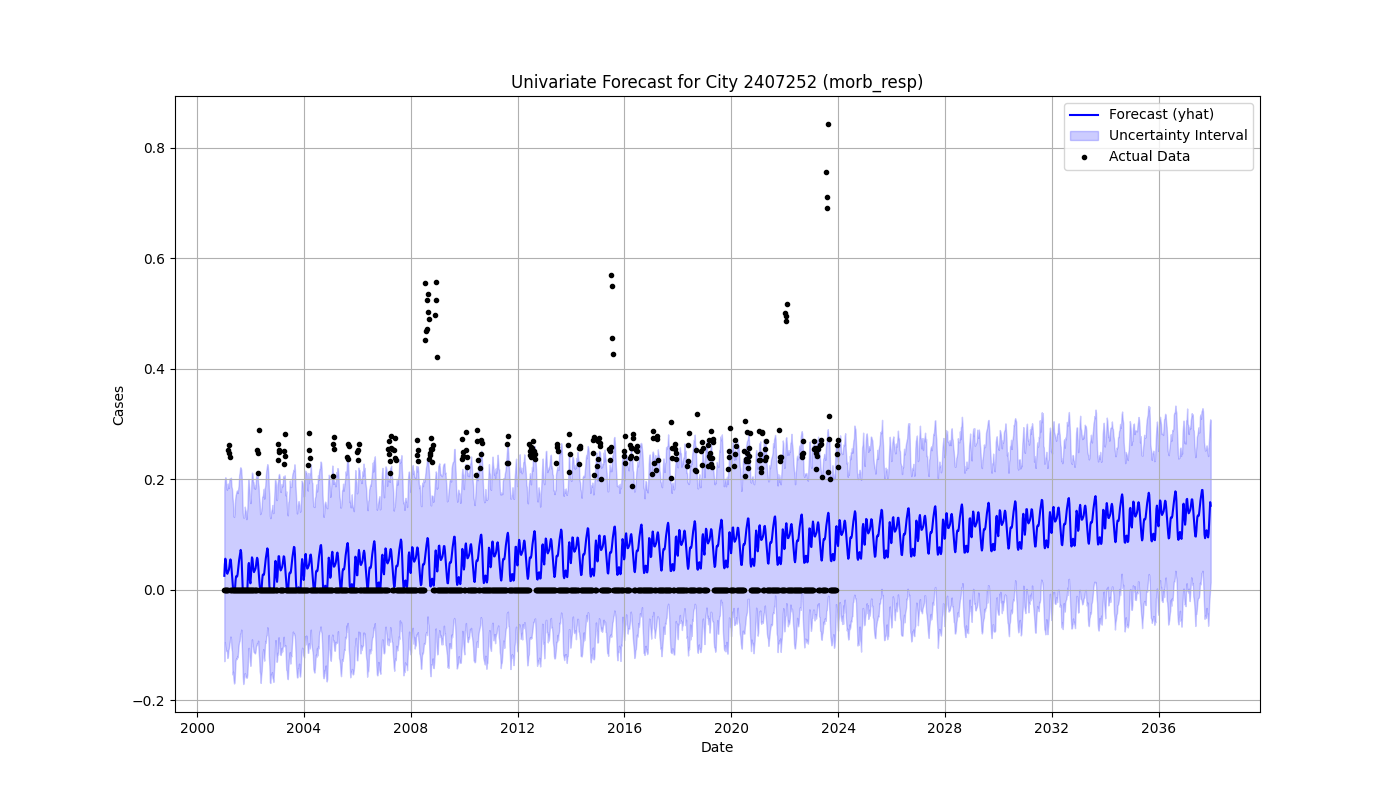 Univariate Forecast for City 2407252 (morb_resp)
Forecast (yhat)
Uncertainty Interval
Actual Data
Cases
0.8
0.6
0.4
0.2
0.0
−0.2
2000 2004 2008 2012 2016 2020 2024 2028 2032 2036
Date